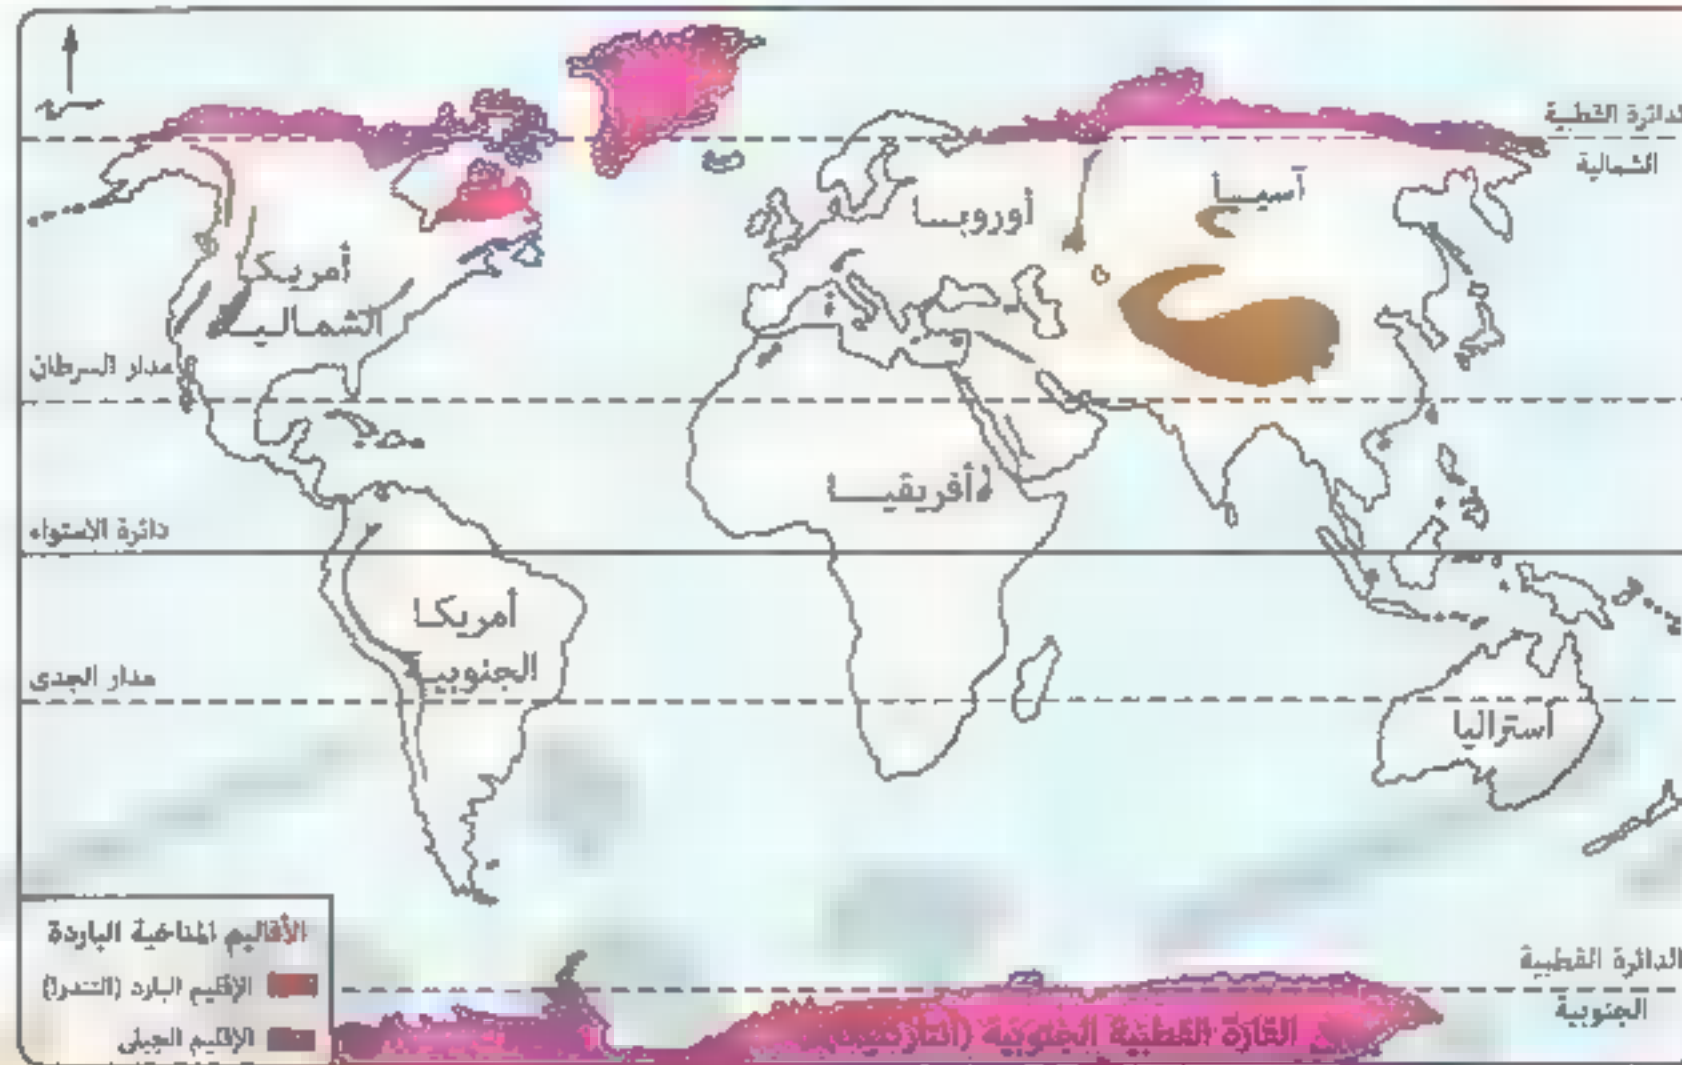 الدائرة القطبية
الشمالية
آسيا
أوروبا
أمريكا
الشمالية
مدار السرطان
أفريقيا
دائرة الاستواء
أمريكا
الجنوبية
مدار الجدى
استراليا
الأقاليم المناخية الباردة
الإقليم البارد (التندرا)
الإقليم الجبلى
الدائرة القطبية
الجنوبية
القارة القطبية الجنوبية